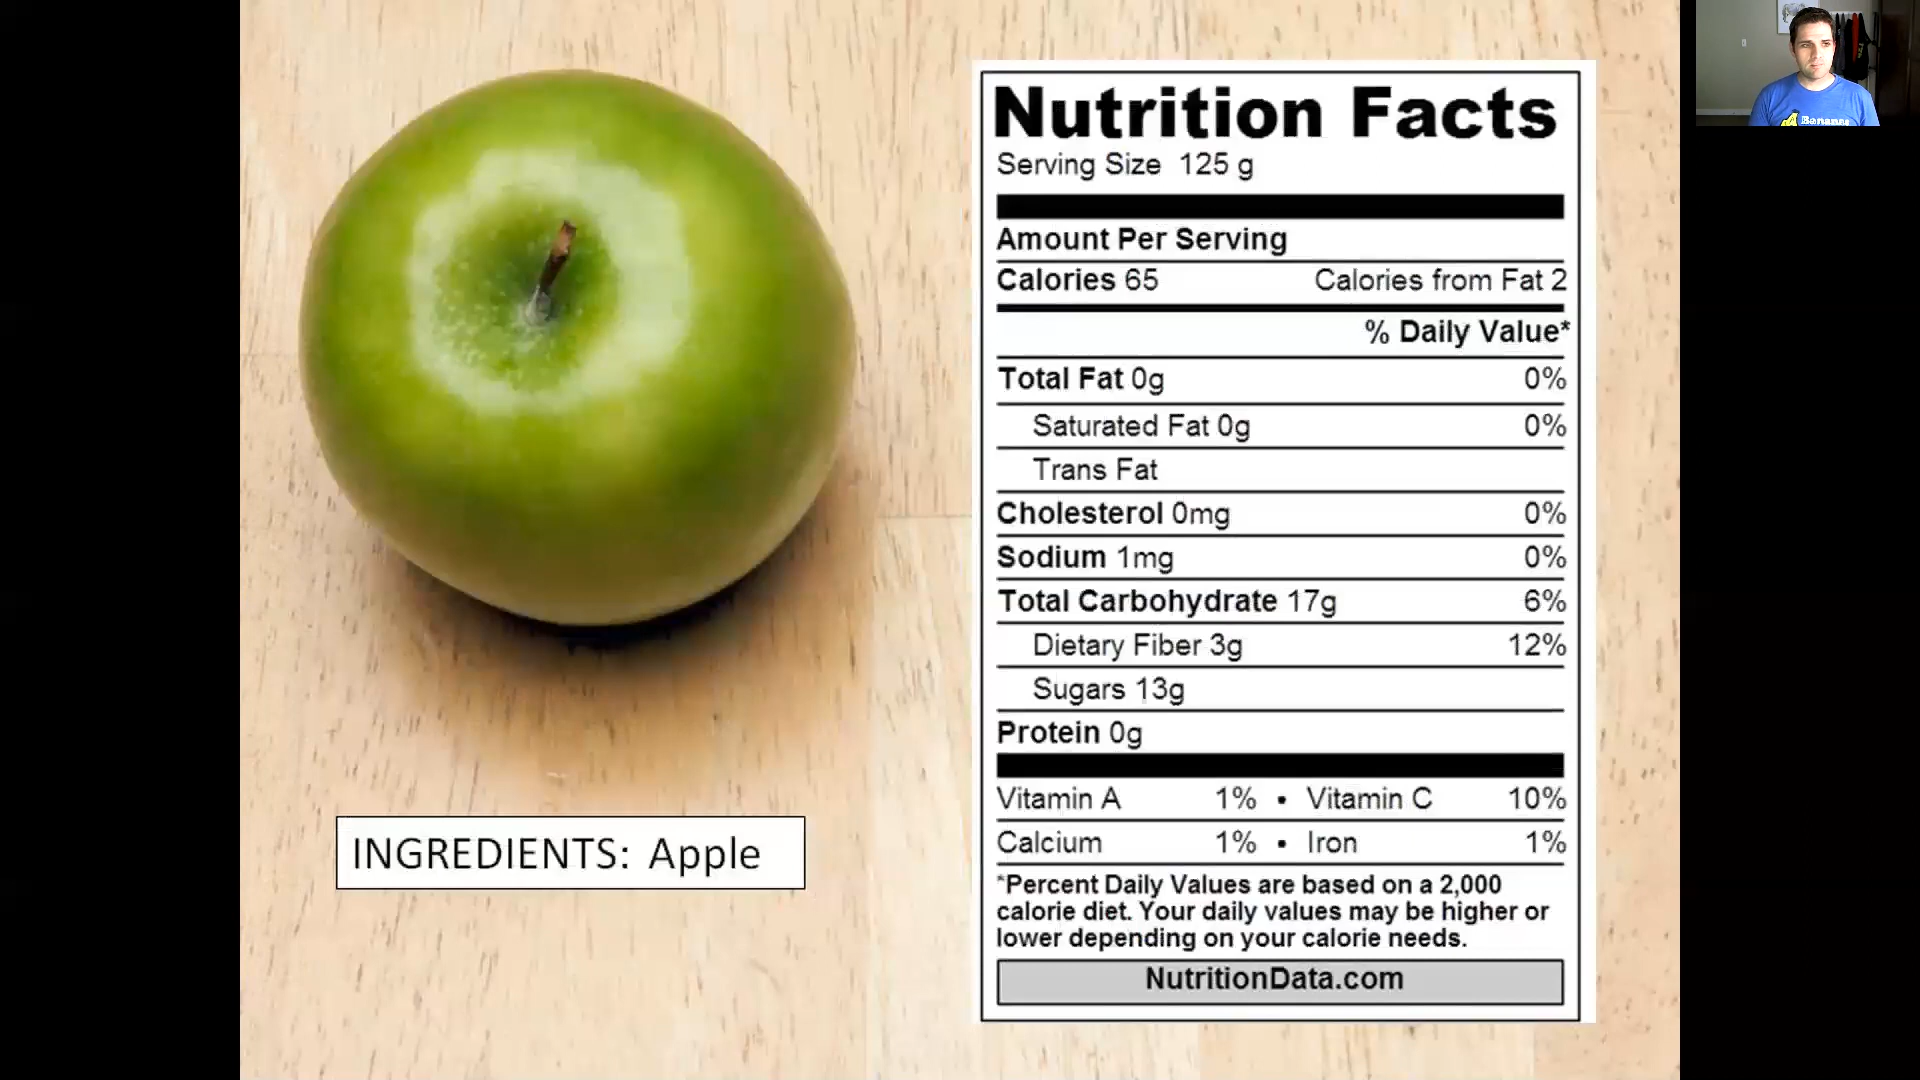 Nutrition Facts
Serving Size 125 g
Amount Per Serving
Calories 65 Calories from Fat 2
% Daily Value*
Total Fat 0g 0%
Saturated Fat 0g 0%
Trans Fat
Cholesterol 0mg 0%
Sodium 1mg 0%
Total Carbohydrate 17g 6%
Dietary Fiber 3g 12%
Sugars 13g
Protein 0g
Vitamin A 1% • Vitamin C 10%
Calcium 1% • Iron 1%
*Percent Daily Values are based on a 2,000
calorie diet. Your daily values may be higher or
lower depending on your calorie needs.
NutritionData.com
INGREDIENTS: Apple